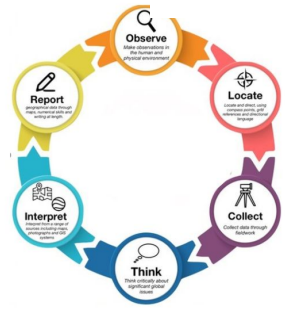 Observe
Make observations in
the human and
physical environment
Locate
Locate and direct, using
compass points, grid
references and directional
language
Collect
Collect data through
fieldwork
Think
Think critically about
significant global
issues
Interpret
Interpret from a range of
sources including maps,
photographs and GIS
systems
Report
geographical data through
maps, numerical skills and
writing at length